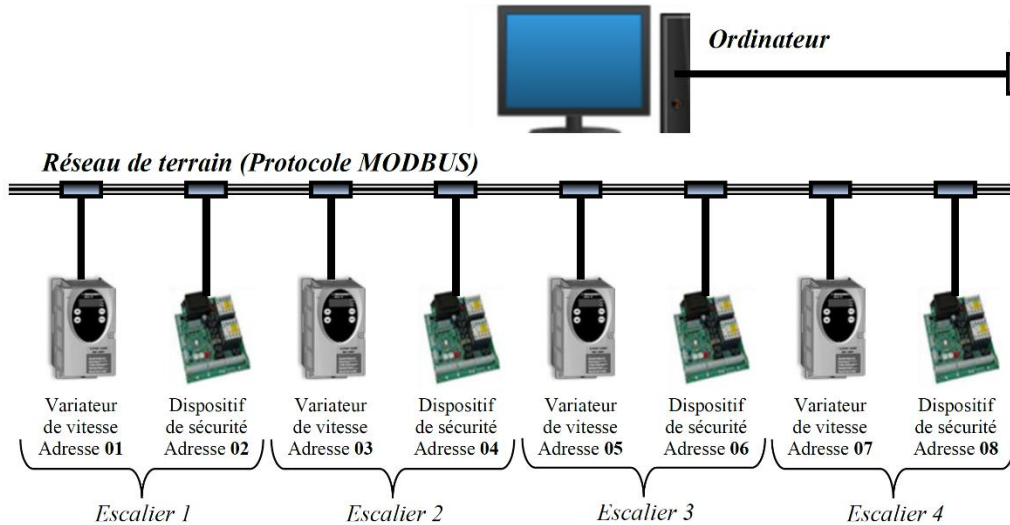 Ordinateur
Réseau de terrain (Protocole MODBUS)
Variateur
de vitesse
Adresse 01
Dispositif
de sécurité
Adresse 02
Variateur
de vitesse
Adresse 03
Dispositif
de sécurité
Adresse 04
Variateur
de vitesse
Adresse 05
Dispositif
de sécurité
Adresse 06
Variateur
de vitesse
Adresse 07
Dispositif
de sécurité
Adresse 08
Escalier 1
Escalier 2
Escalier 3
Escalier 4